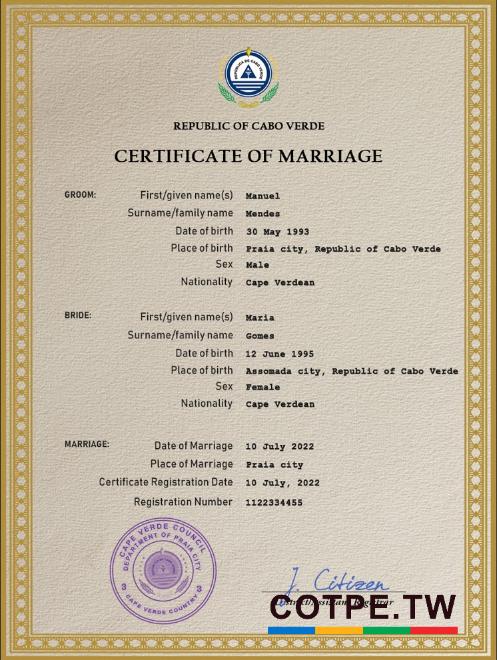 REPUBLIC OF CABO VERDE
CERTIFICATE OF MARRIAGE
GROOM: First/given name(s) Manuel
Surname/family name Mendes
Date of birth 30 May 1993
Place of birth Praia city, Republic of Cabo Verde
Sex Male
Nationality Cape Verdean
BRIDE: First/given name(s) Maria
Surname/family name Gomes
Date of birth 12 June 1995
Place of birth Assomada city, Republic of Cabo Verde
Sex Female
Nationality Cape Verdean
MARRIAGE: Date of Marriage 10 July 2022
Place of Marriage Praia city
Certificate Registration Date 10 July, 2022
Registration Number 1122334455
CAPE VERDE COUNCIL
DEPARTMENT OF PRAIA CITY
3 CAPE VERDE COUNTRY 3
J. Citizen
COTPE.TW